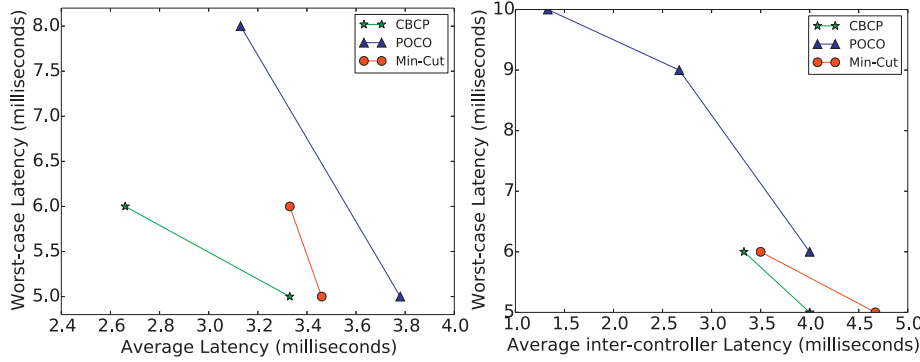 8.0
7.5
7.0
6.5
6.0
5.5
5.0
2.4 2.6 2.8 3.0 3.2 3.4 3.6 3.8 4.0
Worst-case Latency (milliseconds)
Average Latency (milliseconds)
CBCP
POCO
Min-Cut
10
9
8
7
6
5
1.0 1.5 2.0 2.5 3.0 3.5 4.0 4.5 5.0
Worst-case Latency (milliseconds)
Average inter-controller Latency (milliseconds)
CBCP
POCO
Min-Cut